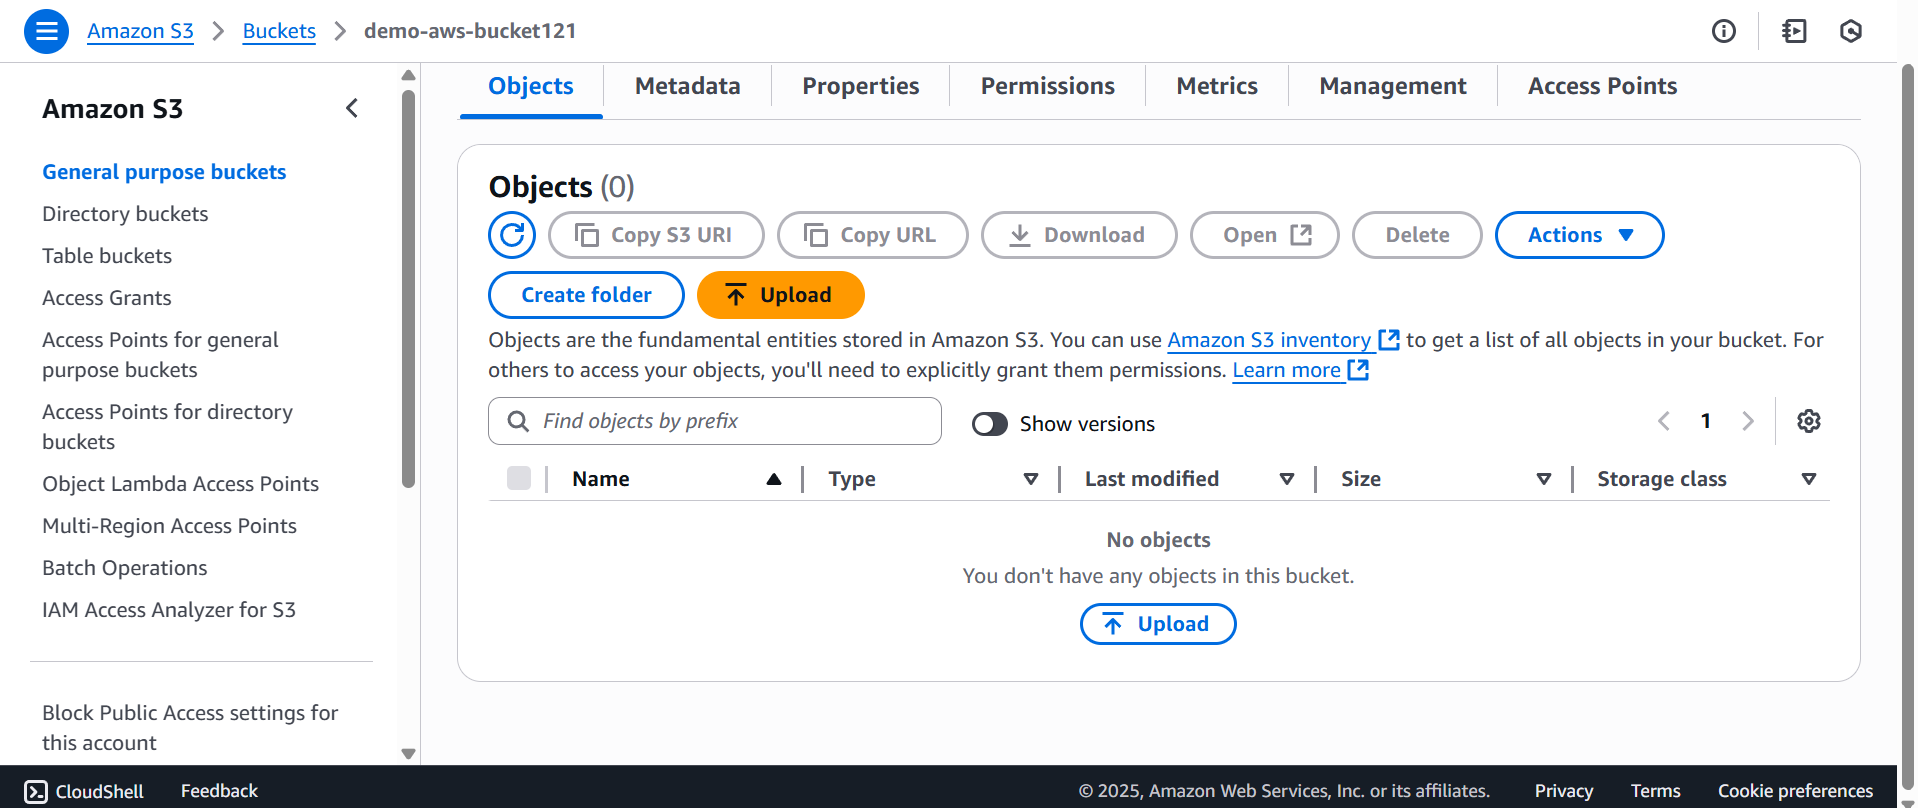 Amazon S3 > Buckets > demo-aws-bucket121
Amazon S3
General purpose buckets
Directory buckets
Table buckets
Access Grants
Access Points for general
purpose buckets
Access Points for directory
buckets
Object Lambda Access Points
Multi-Region Access Points
Batch Operations
IAM Access Analyzer for S3
Block Public Access settings for
this account
Objects Metadata Properties Permissions Metrics Management Access Points
Objects (0)
Copy S3 URI Copy URL Download Open Delete Actions
Create folder Upload
Objects are the fundamental entities stored in Amazon S3. You can use Amazon S3 inventory to get a list of all objects in your bucket. For
others to access your objects, you'll need to explicitly grant them permissions. Learn more
Find objects by prefix Show versions 1
Name Type Last modified Size Storage class
No objects
You don't have any objects in this bucket.
Upload
CloudShell Feedback © 2025, Amazon Web Services, Inc. or its affiliates. Privacy Terms Cookie preferences